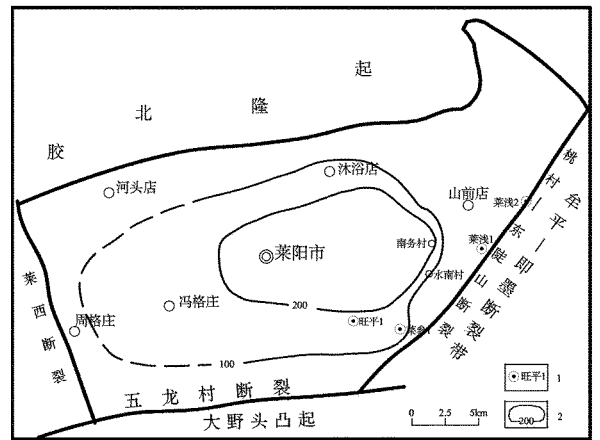 胶北隆起
河头店
沐浴店
山前店
莱浅2
莱浅1
南务村
水南村
莱阳市
冯格庄
周格庄
旺平1
莱参1
200
100
莱西断裂
五龙村断裂
大野头凸起
桃村—东陡山断裂
牟平—即墨断裂带
0 2.5 5km
旺平1 1
200 2